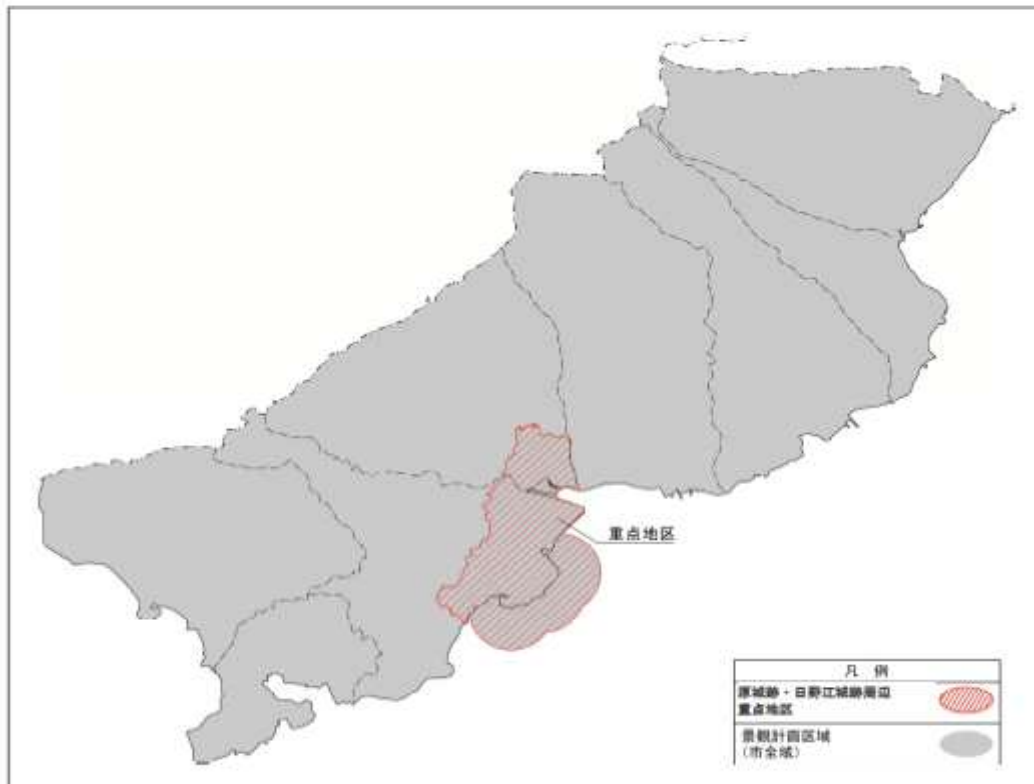 重点地区
凡 例
原城跡・日野江城跡周辺
重点地区
景観計画区域
(市全域)